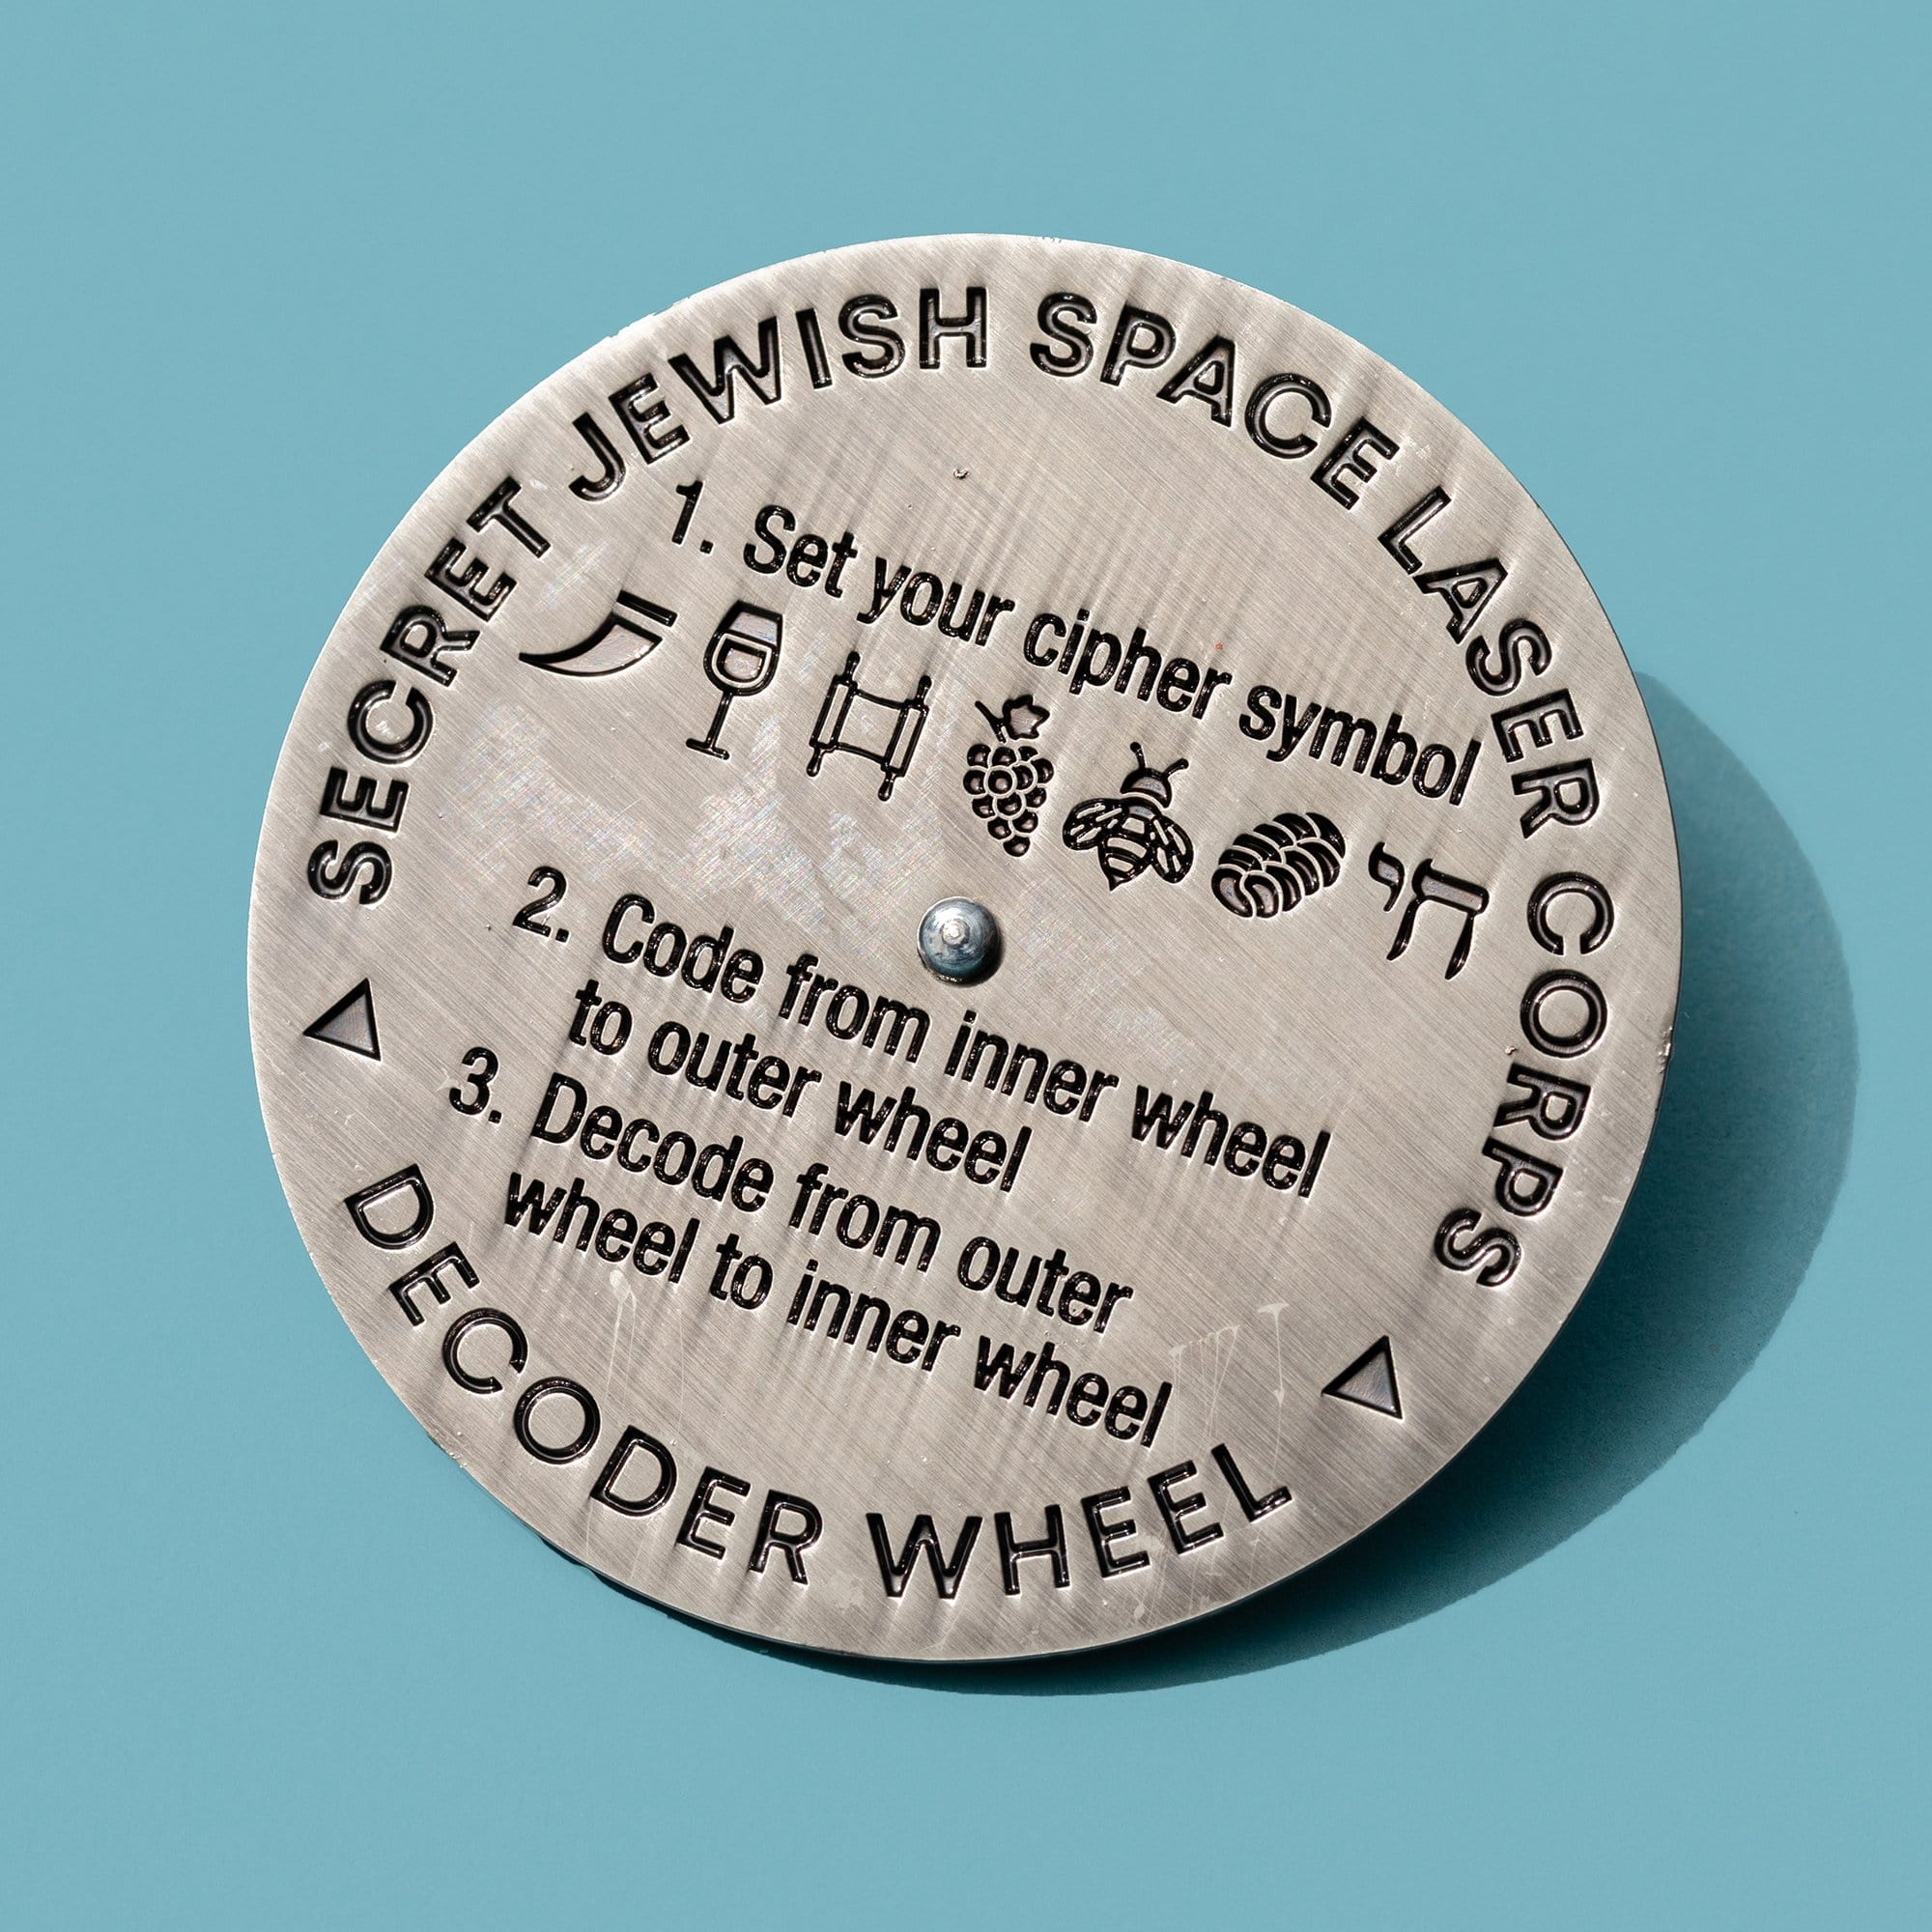 SECRET JEWISH SPACE LASER CORPS
1. Set your cipher symbol
חי
2. Code from inner wheel
to outer wheel
3. Decode from outer
wheel to inner wheel
DECODER WHEEL